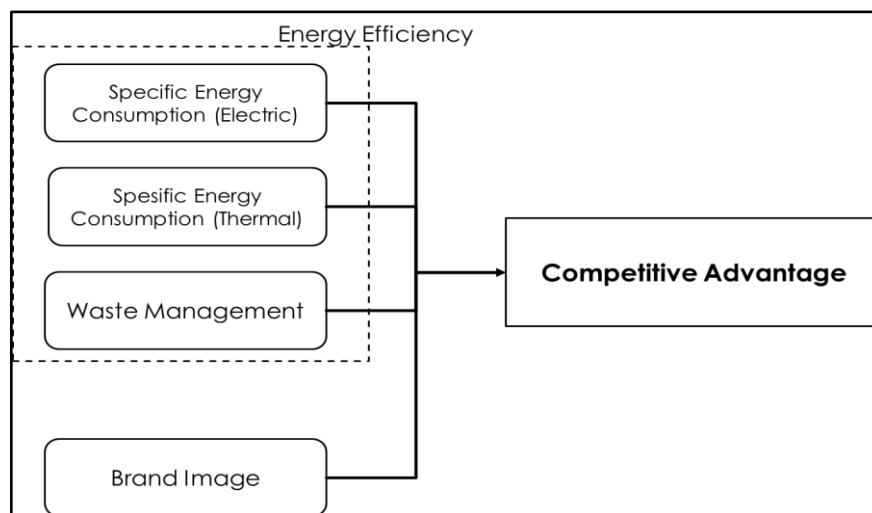 Energy Efficiency
Specific Energy
Consumption (Electric)
Spesific Energy
Consumption (Thermal)
Competitive Advantage
Waste Management
Brand Image